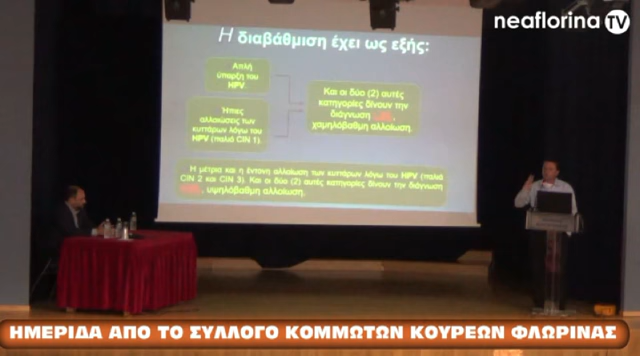 neaflorina TV
Η διαβάθμιση έχει ως εξής:
Απλή
ύπαρξη του
HPV.
Ήπιες
αλλοιώσεις των
κυττάρων λόγω του
HPV (παλιά CIN 1).
Και οι δύο (2) αυτές
κατηγορίες δίνουν την
διάγνωση
χαμηλόβαθμη αλλοίωση.
Η μέτρια και η έντονη αλλοίωση των κυττάρων λόγω του HPV (παλιά
CIN 2 και CIN 3). Και οι δύο (2) αυτές κατηγορίες δίνουν την διάγνωση
υψηλόβαθμη αλλοίωση.
ΗΜΕΡΙΔΑ ΑΠΟ ΤΟ ΣΥΛΛΟΓΟ ΚΟΜΜΩΤΩΝ ΚΟΥΡΕΩΝ ΦΛΩΡΙΝΑΣ